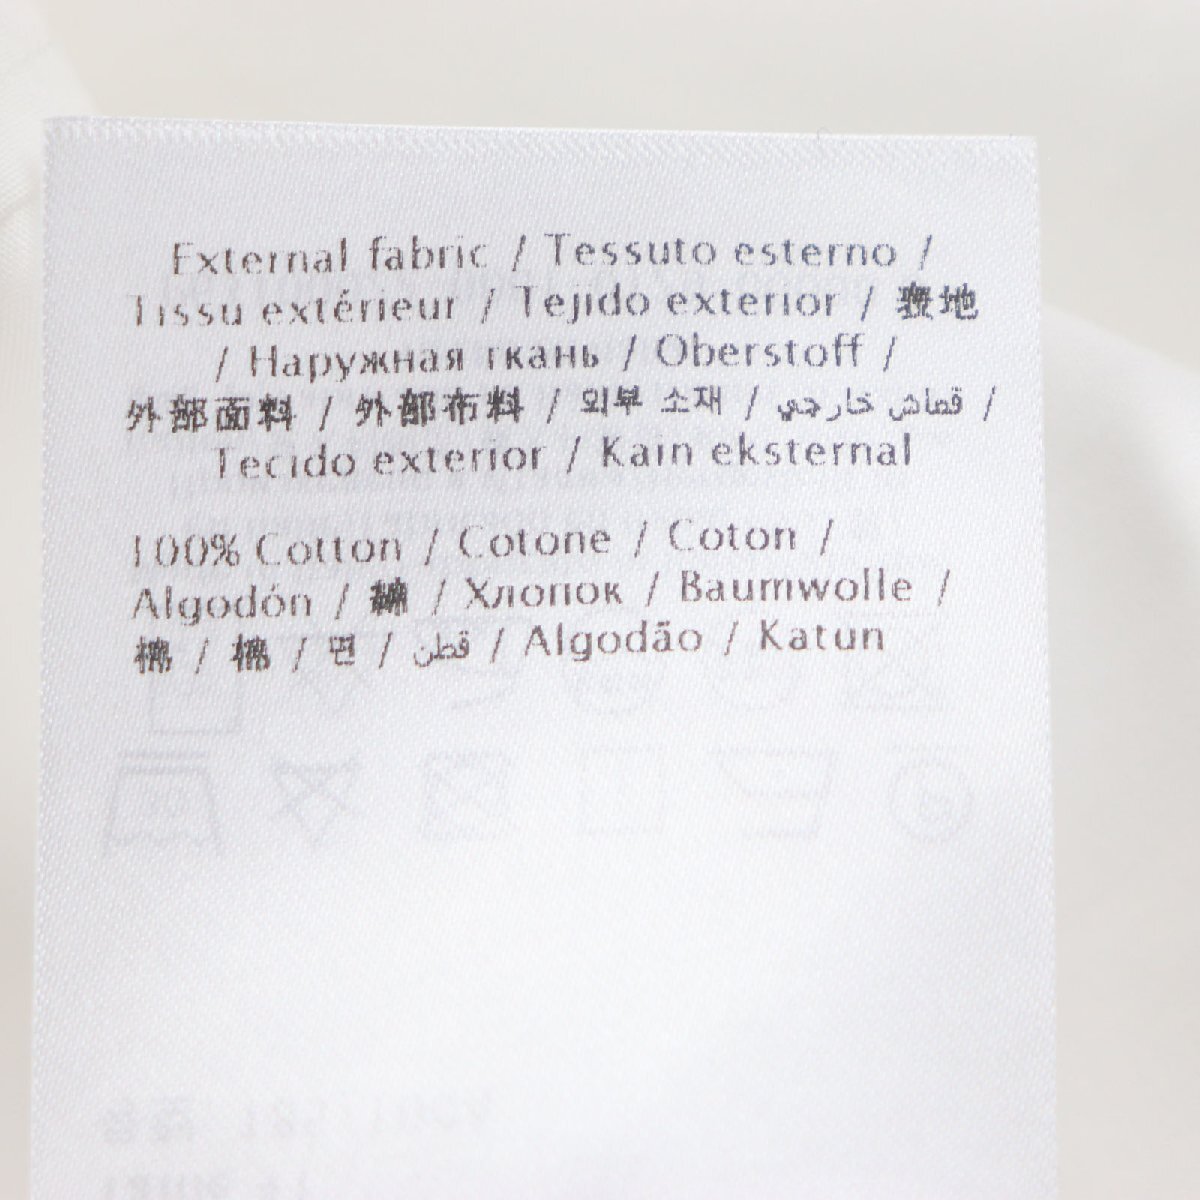 External fabric / Tessuto esterno /
Tissu extérieur / Tejido exterior / 表地
/ Наружная ткань / Oberstoff /
外部面料 / 外部布料 / 외부 소재 / قماش خارجي /
Tecido exterior / Kain eksternal
100% Cotton / Cotone / Coton /
Algodón / 綿 / Хлопок / Baumwolle /
棉 / 棉 / 면 / قطن / Algodão / Katun